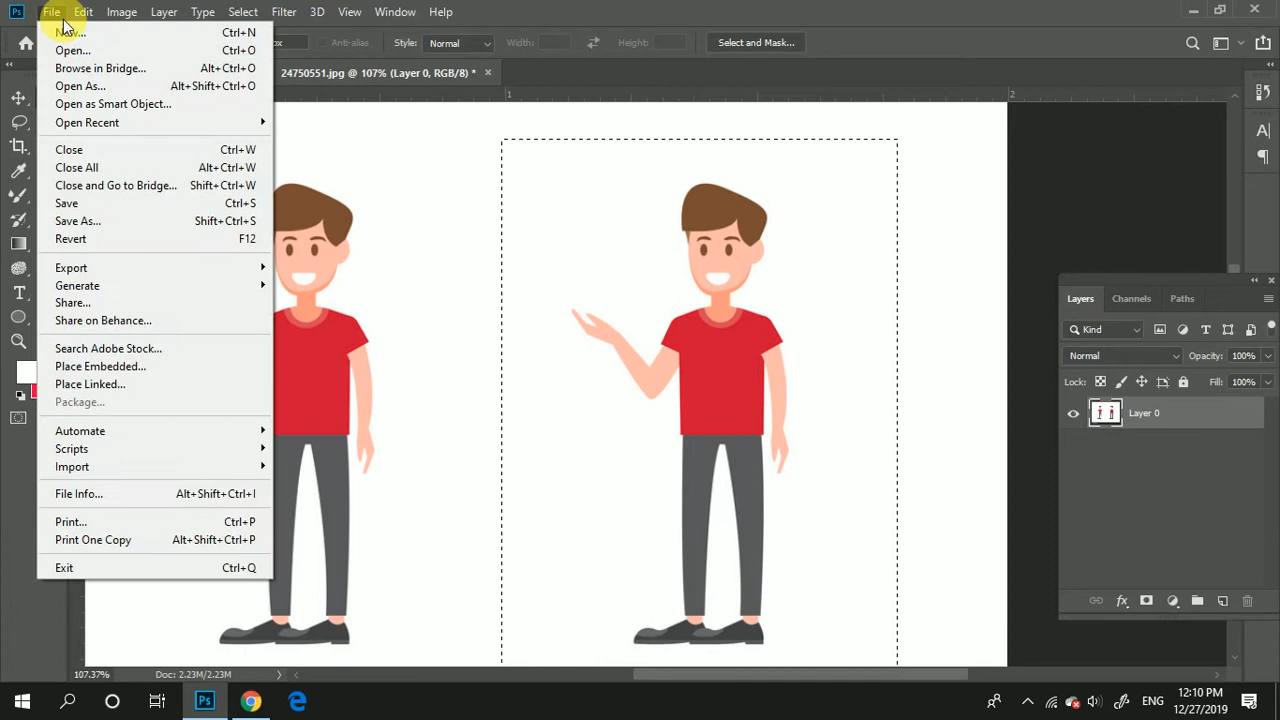 Ps File Edit Image Layer Type Select Filter 3D View Window Help
px Anti-alias Style: Normal Width: Height: Select and Mask...
24750551.jpg @ 107% (Layer 0, RGB/8) * ×
1 2
New... Ctrl+N
Open... Ctrl+O
Browse in Bridge... Alt+Ctrl+O
Open As... Alt+Shift+Ctrl+O
Open as Smart Object...
Open Recent
Close Ctrl+W
Close All Alt+Ctrl+W
Close and Go to Bridge... Shift+Ctrl+W
Save Ctrl+S
Save As... Shift+Ctrl+S
Revert F12
Export
Generate
Share...
Share on Behance...
Search Adobe Stock...
Place Embedded...
Place Linked...
Package...
Automate
Scripts
Import
File Info... Alt+Shift+Ctrl+I
Print... Ctrl+P
Print One Copy Alt+Shift+Ctrl+P
Exit Ctrl+Q
Layers Channels Paths
Kind
Normal Opacity: 100%
Lock: Fill: 100%
Layer 0
107.37% Doc: 2.23M/2.23M
Ps ENG 12:10 PM
12/27/2019